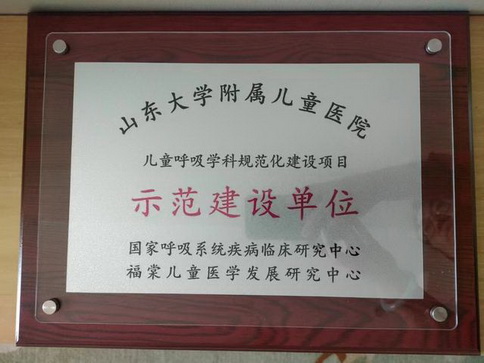 山东大学附属儿童医院
儿童呼吸学科规范化建设项目
示范建设单位
国家呼吸系统疾病临床研究中心
福棠儿童医学发展研究中心